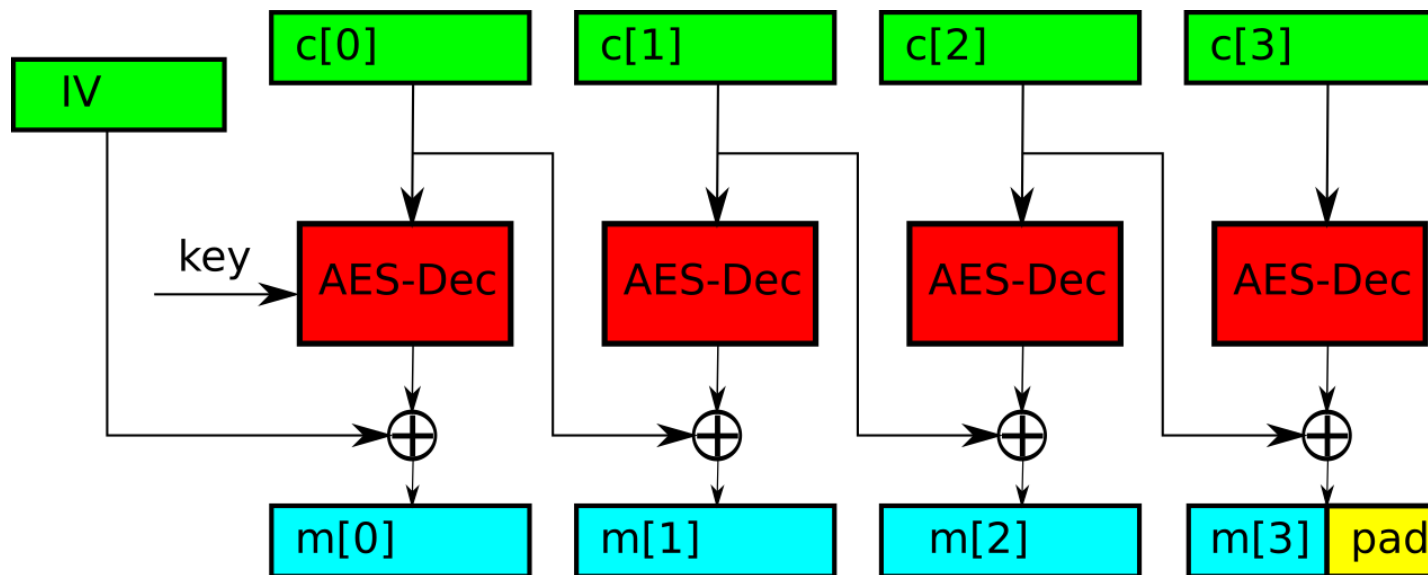 c[0] c[1] c[2] c[3]
IV
key
AES-Dec AES-Dec AES-Dec AES-Dec
m[0] m[1] m[2] m[3] pad